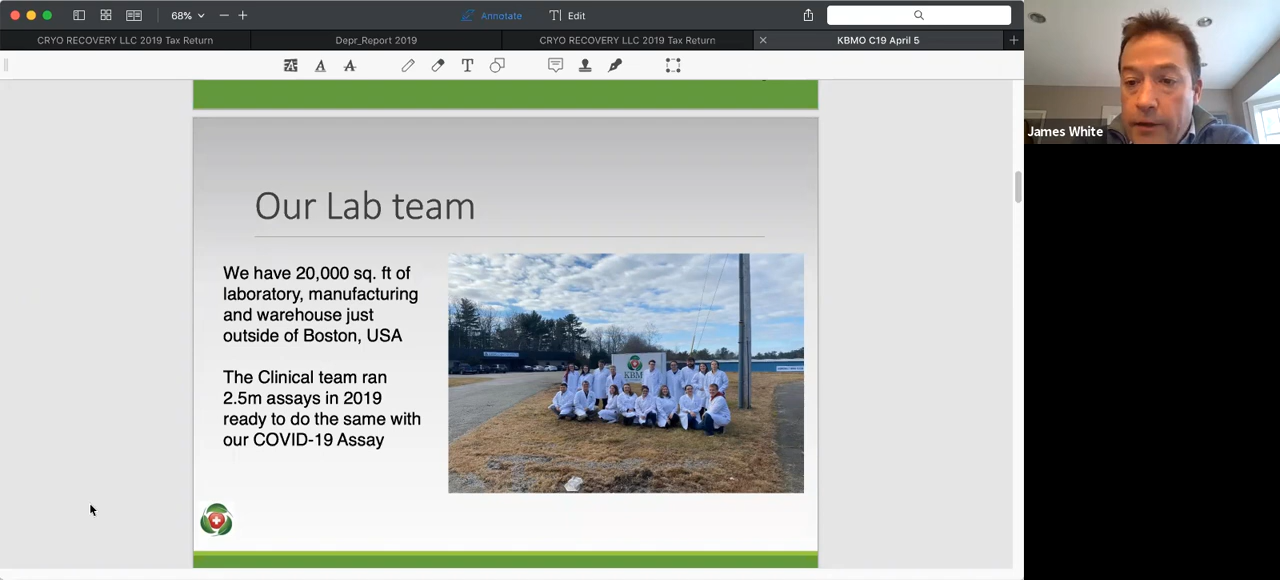 68%
Annotate
Edit
CRYO RECOVERY LLC 2019 Tax Return
Depr_Report 2019
CRYO RECOVERY LLC 2019 Tax Return
KBMO C19 April 5
James White
Our Lab team
We have 20,000 sq. ft of
laboratory, manufacturing
and warehouse just
outside of Boston, USA
The Clinical team ran
2.5m assays in 2019
ready to do the same with
our COVID-19 Assay
KBM